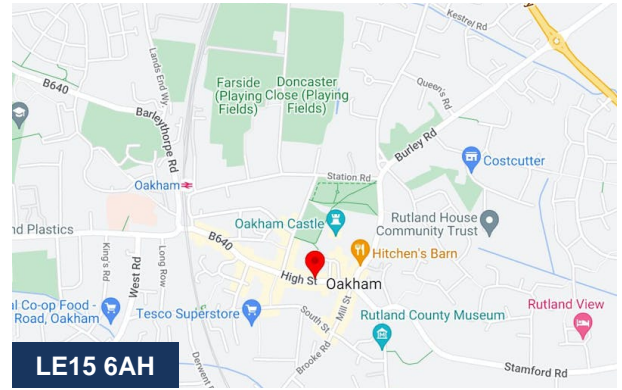 Kestrel Rd
B640
Lands End Wy.
Farside
(Playing
Fields)
Doncaster
Close (Playing
Fields)
Queen's Rd
Barleythorpe Rd
Burley Rd
Costcutter
Station Rd
Oakham
Rutland House
Community Trust
Oakham Castle
nd Plastics
B640
Hitchen's Barn
King's Rd
West Rd
Long Row
High St
Oakham
Mill St
Rutland View
al Co-op Food -
Road, Oakham
Tesco Superstore
South St
Rutland County Museum
Brooke Rd
Derwent
Stamford Rd
LE15 6AH